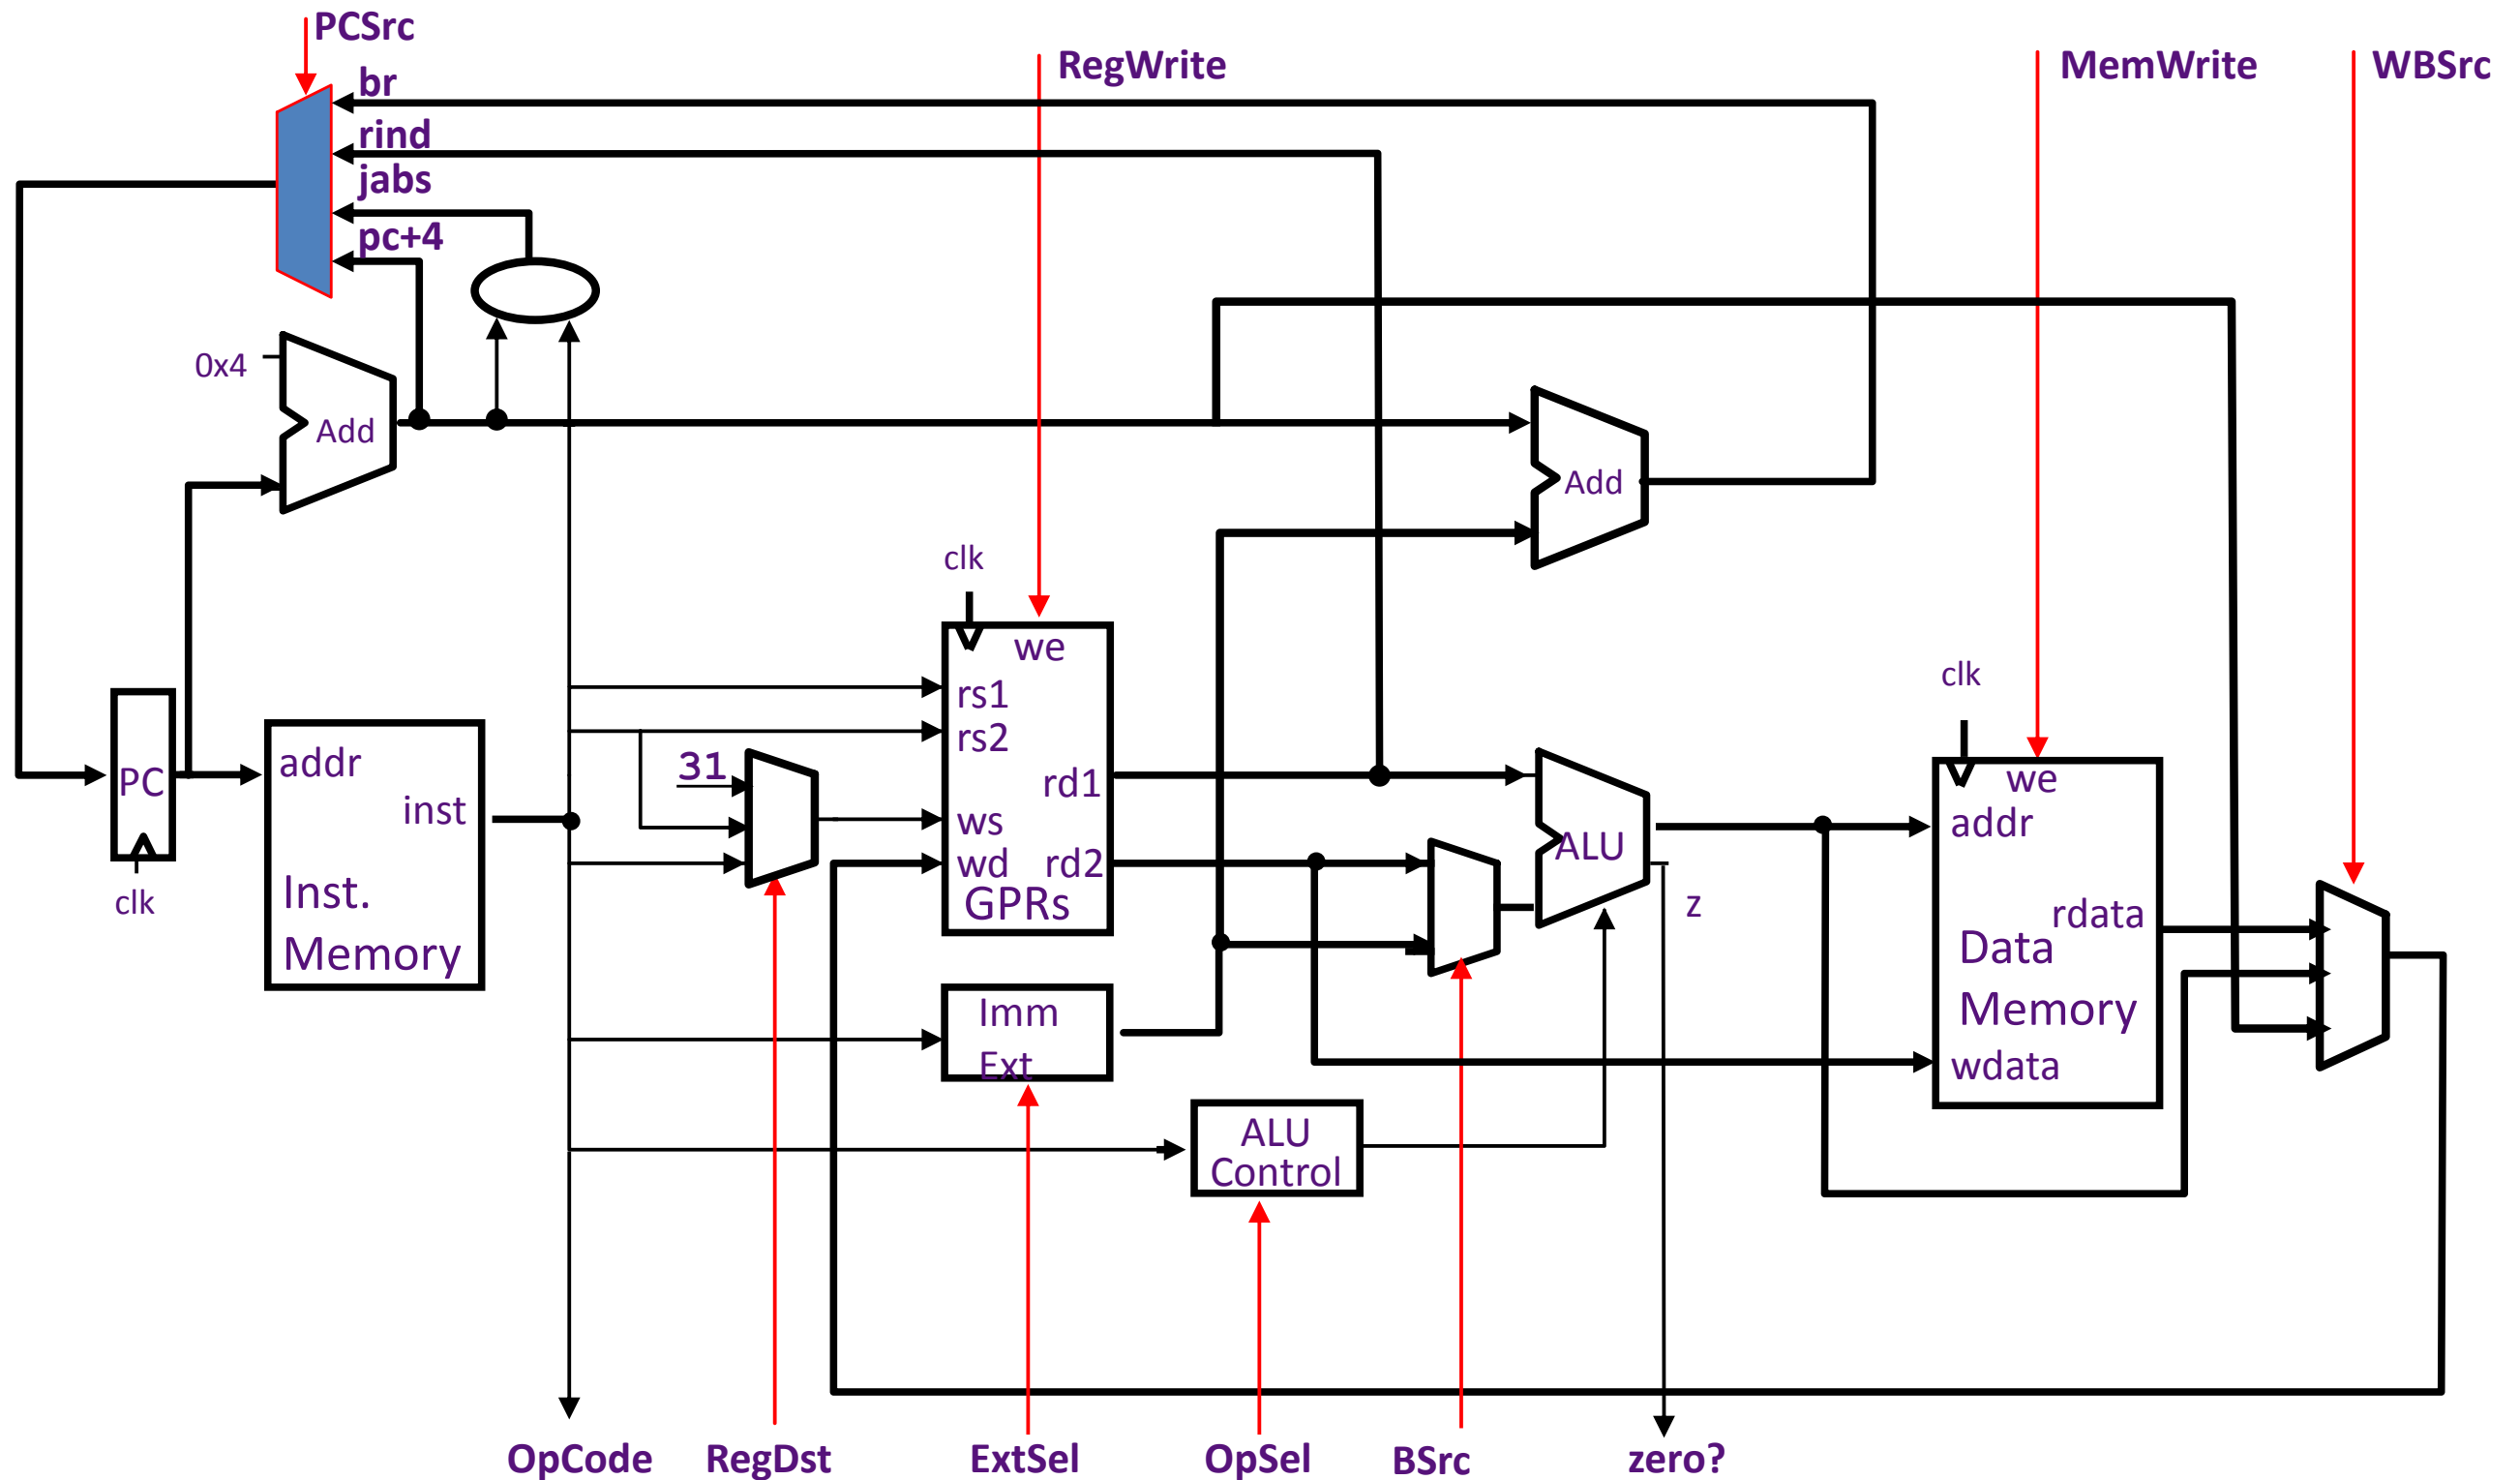 PCSrc
br
RegWrite
MemWrite
WBSrc
rind
jabs
pc+4
0x4
Add
Add
clk
we
rs1
rs2
clk
31
PC
addr
rd1
we
inst
ws
ALU
addr
wd
rd2
clk
Inst.
Memory
GPRs
z
rdata
Data
Memory
Imm
Ext
wdata
ALU
Control
OpCode
RegDst
ExtSel
OpSel
BSrc
zero?